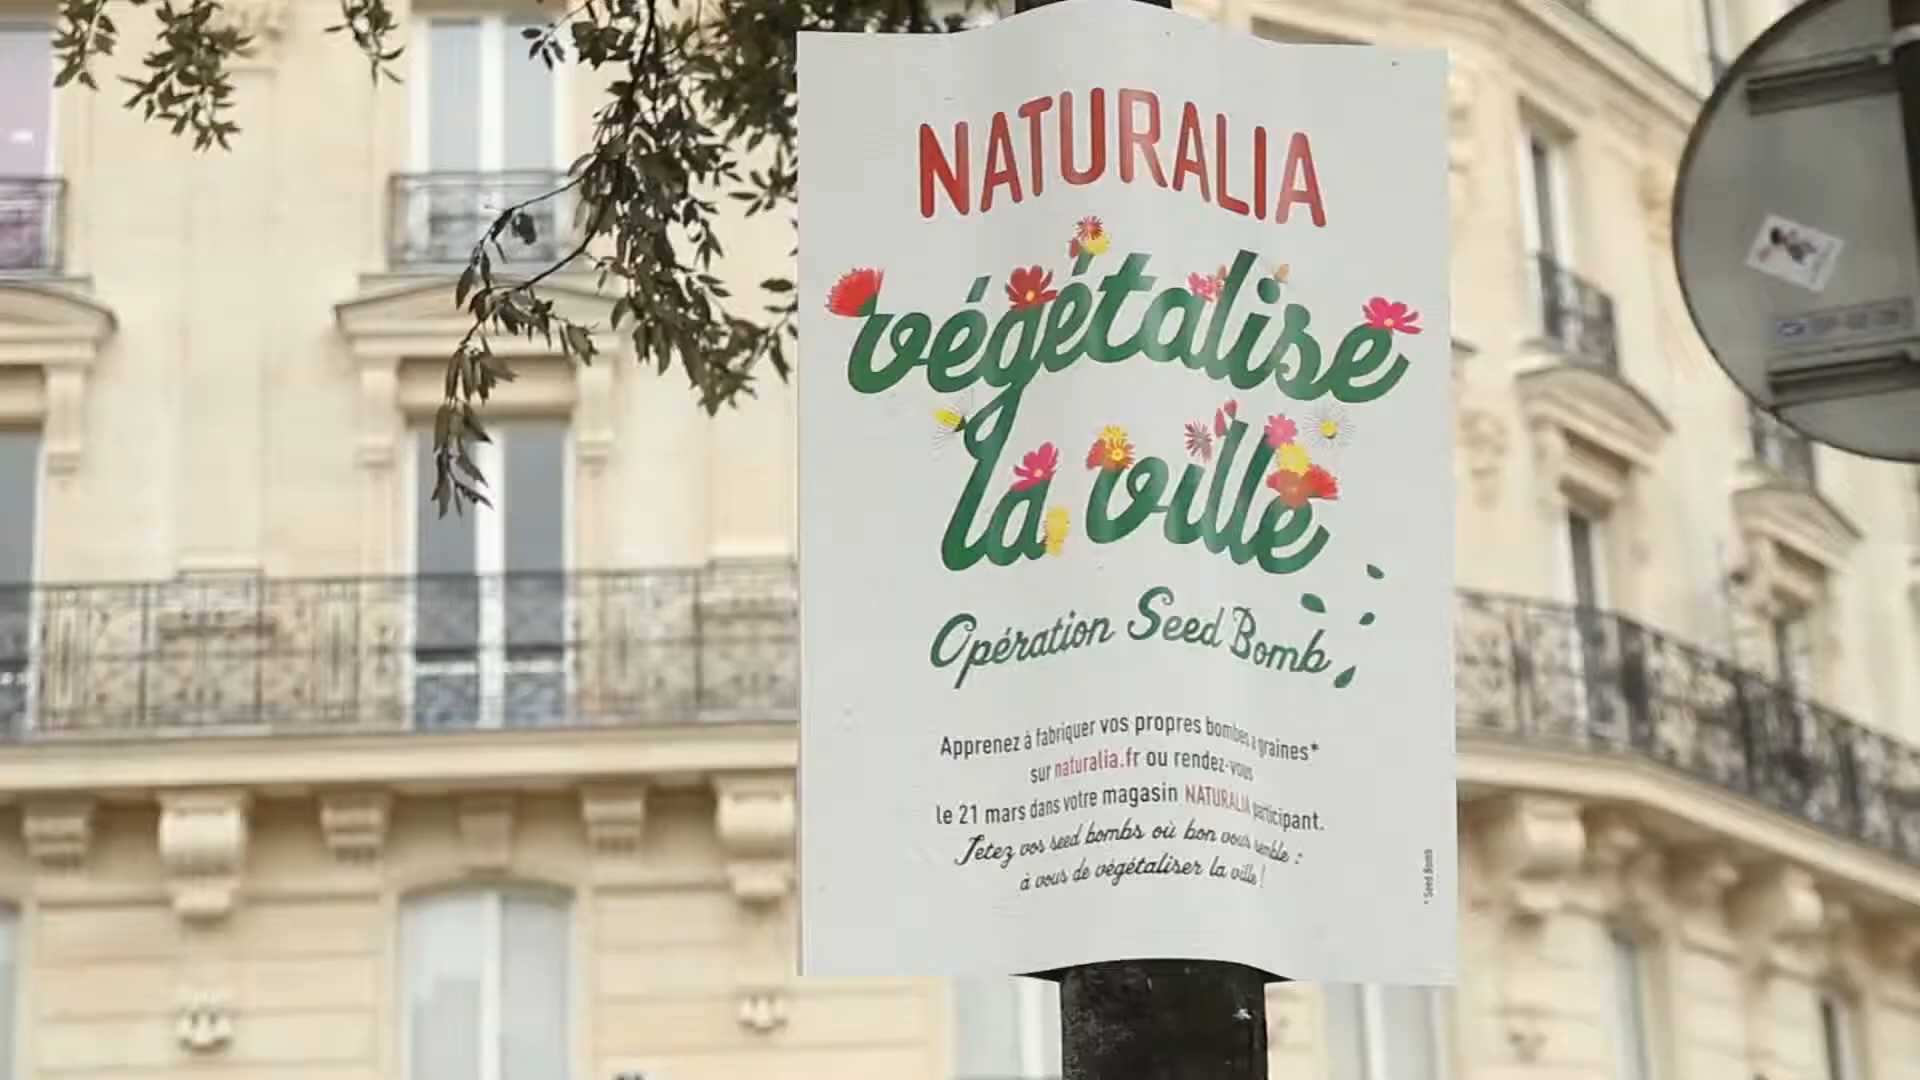 NATURALIA
végétalise
la ville
Opération Seed Bomb
Apprenez à fabriquer vos propres bombes à graines*
sur naturalia.fr ou rendez-vous
le 21 mars dans votre magasin NATURALIA participant.
Jetez vos seed bombs où bon vous semble :
à vous de végétaliser la ville !
* Seed Bomb